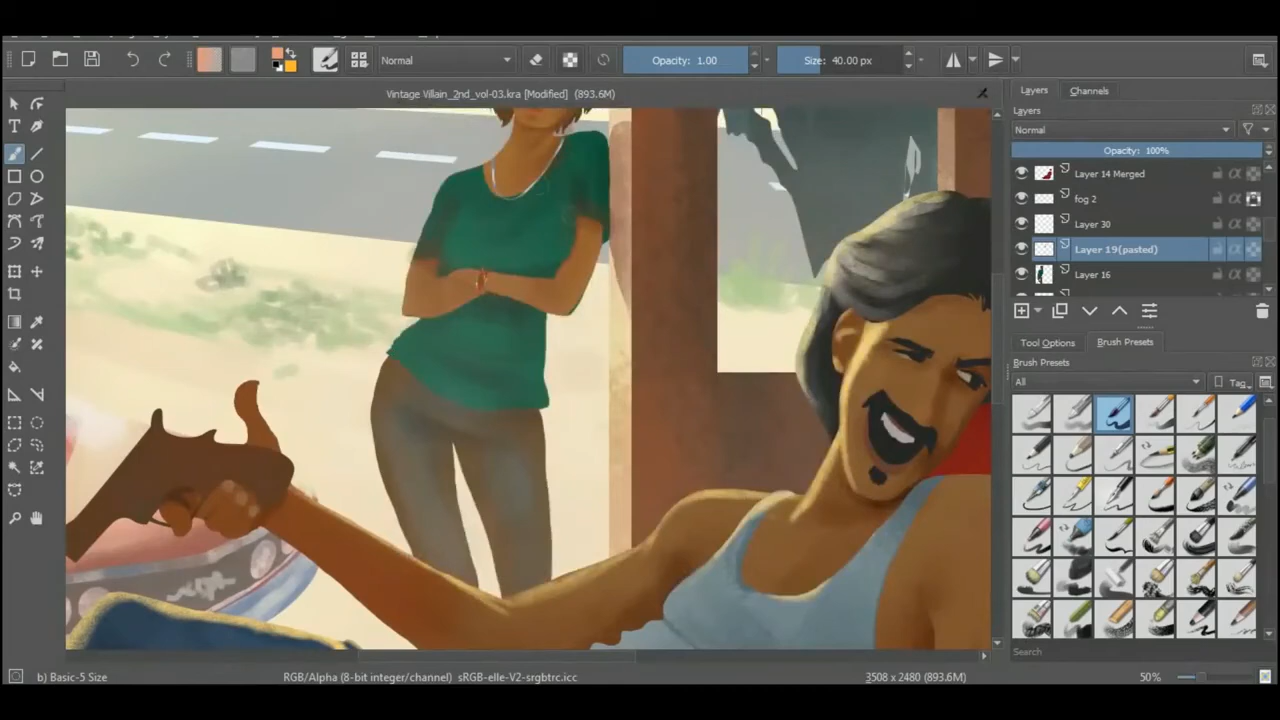 Normal
Opacity: 1.00
Size: 40.00 px
Vintage Villain_2nd_vol-03.kra [Modified] (893.6M)
Layers
Channels
Layers
Normal
Opacity: 100%
Layer 14 Merged
fog 2
Layer 30
Layer 19(pasted)
Layer 16
Tool Options
Brush Presets
Brush Presets
All
Tag
Search
b) Basic-5 Size
RGB/Alpha (8-bit integer/channel) sRGB-elle-V2-srgbtrc.icc
3508 x 2480 (893.6M)
50%